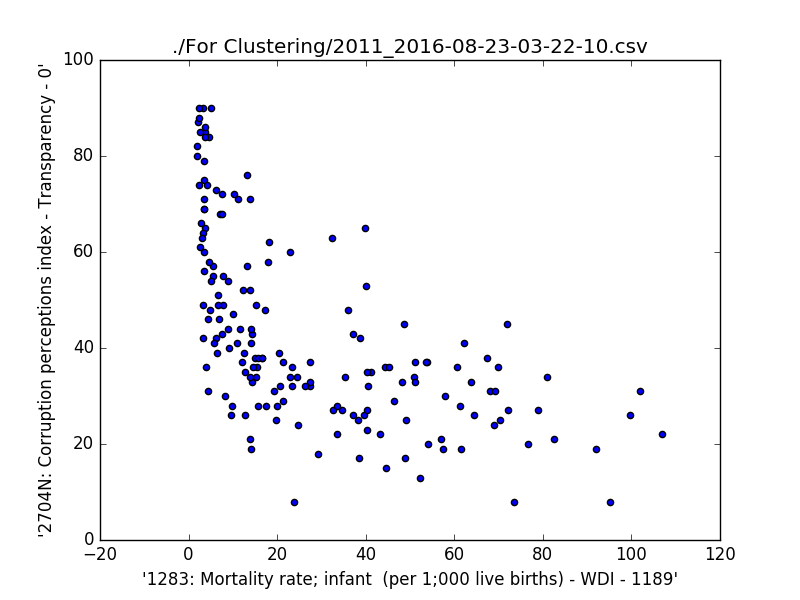 ./For Clustering/2011_2016-08-23-03-22-10.csv
100
80
60
40
20
0
'2704N: Corruption perceptions index - Transparency - 0'
−20 0 20 40 60 80 100 120
'1283: Mortality rate; infant  (per 1;000 live births) - WDI - 1189'